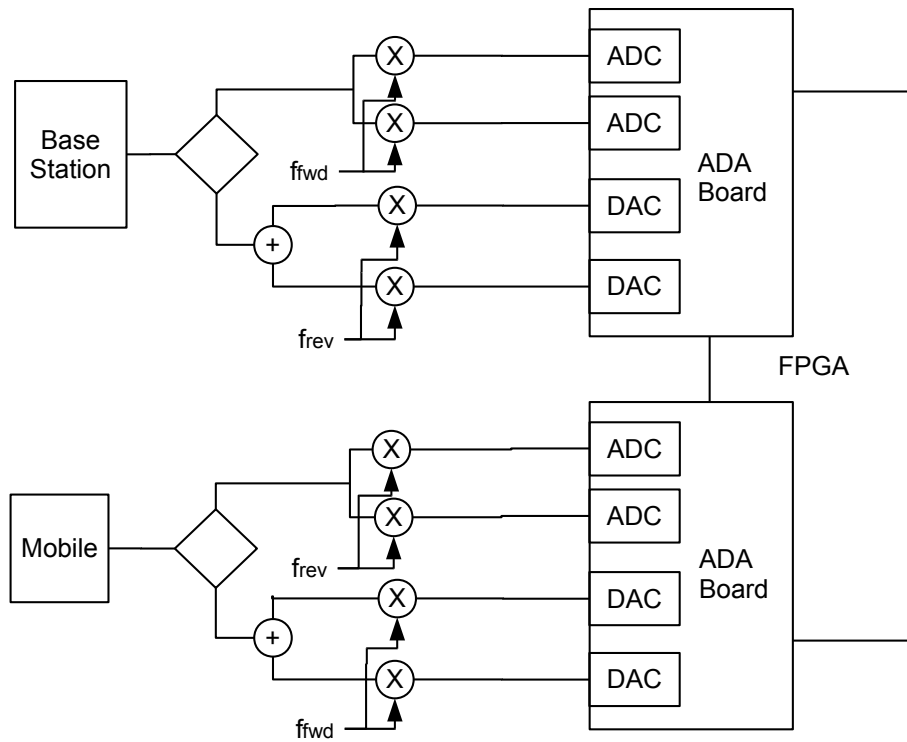 X
ADC
Base
Station
X
ADC
ffwd
ADA
Board
X
DAC
+
X
DAC
frev
FPGA
X
ADC
X
ADC
Mobile
frev
ADA
Board
X
DAC
+
X
DAC
ffwd